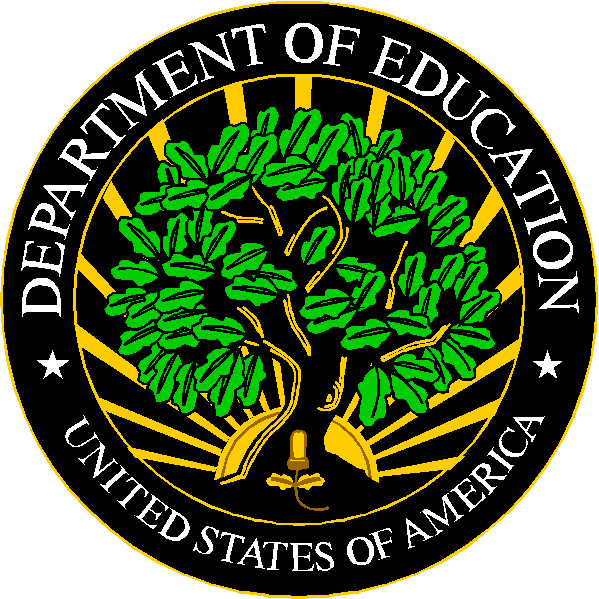 DEPARTMENT OF EDUCATION
UNITED STATES OF AMERICA